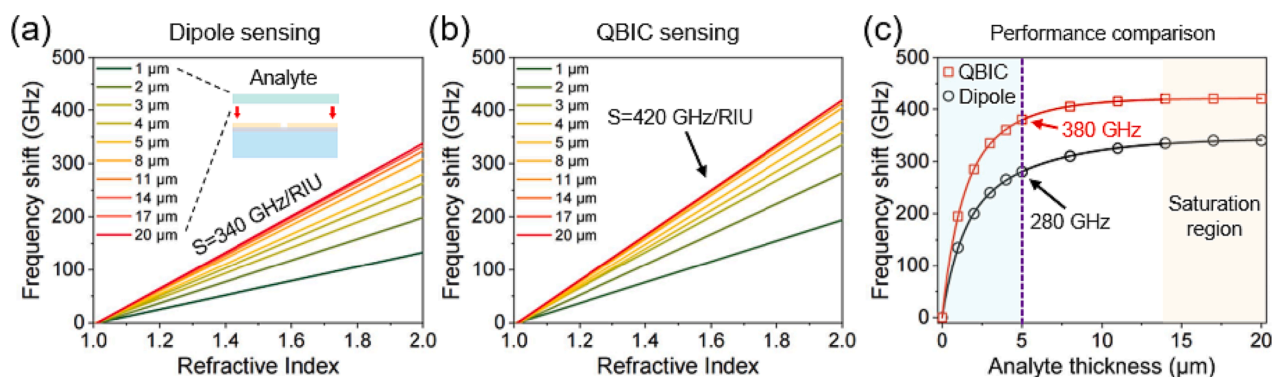 (a)
Dipole sensing
Frequency shift (GHz)
500
400
300
200
100
0
1 μm
2 μm
3 μm
4 μm
5 μm
8 μm
11 μm
14 μm
17 μm
20 μm
Analyte
S=340 GHz/RIU
1.0 1.2 1.4 1.6 1.8 2.0
Refractive Index
(b)
QBIC sensing
Frequency shift (GHz)
500
400
300
200
100
0
1 μm
2 μm
3 μm
4 μm
5 μm
8 μm
11 μm
14 μm
17 μm
20 μm
S=420 GHz/RIU
1.0 1.2 1.4 1.6 1.8 2.0
Refractive Index
(c)
Performance comparison
Frequency shift (GHz)
500
400
300
200
100
0
QBIC
Dipole
380 GHz
280 GHz
Saturation
region
0 5 10 15 20
Analyte thickness (μm)